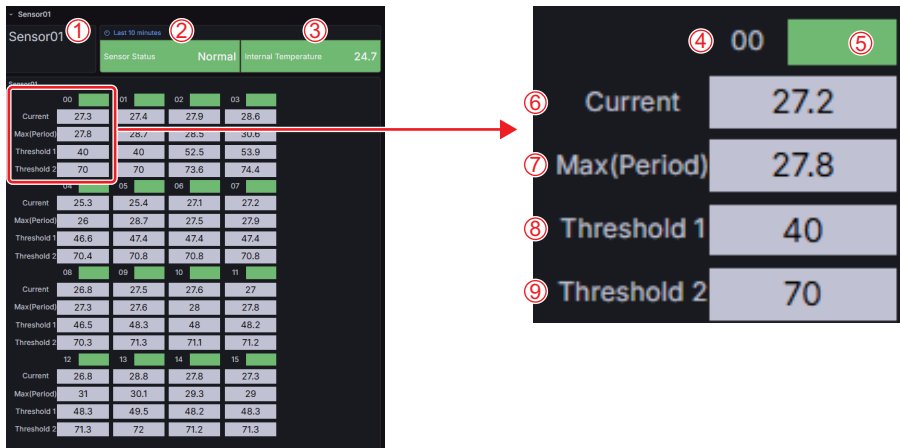 Sensor01
Sensor01 ① Last 10 minutes ② ③
Sensor Status Normal Internal Temperature 24.7
Sensor01
00 01 02 03
Current 27.3 27.4 27.9 28.6
Max(Period) 27.8 28.7 28.5 30.6
Threshold 1 40 40 52.5 53.9
Threshold 2 70 70 73.6 74.4
04 05 06 07
Current 25.3 25.4 27.1 27.2
Max(Period) 26 28.7 27.5 27.9
Threshold 1 46.6 47.4 47.4 47.4
Threshold 2 70.4 70.8 70.8 70.8
08 09 10 11
Current 26.8 27.5 27.6 27
Max(Period) 27.3 27.6 28 27.8
Threshold 1 46.5 48.3 48 48.2
Threshold 2 70.3 71.3 71.1 71.2
12 13 14 15
Current 26.8 28.8 27.8 27.3
Max(Period) 31 30.1 29.3 29
Threshold 1 48.3 49.5 48.2 48.3
Threshold 2 71.3 72 71.2 71.3
④ 00 ⑤
⑥ Current 27.2
⑦ Max(Period) 27.8
⑧ Threshold 1 40
⑨ Threshold 2 70